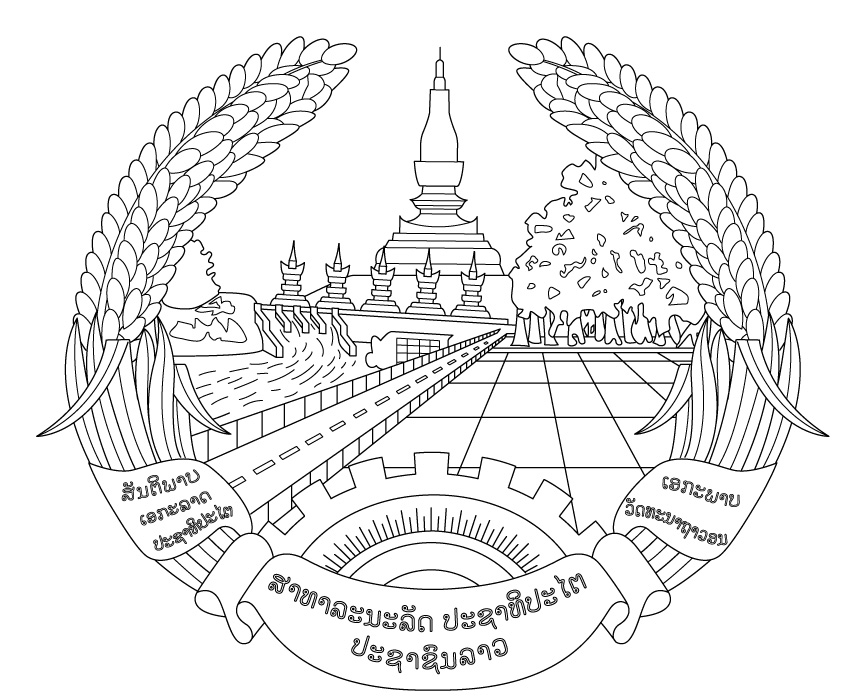 ສັນຕິພາບ
ເອກະລາດ
ປະຊາທິປະໄຕ
ເອກະພາບ
ວັດທະນາຖາວອນ
ສາທາລະນະລັດ ປະຊາທິປະໄຕ
ປະຊາຊົນລາວ